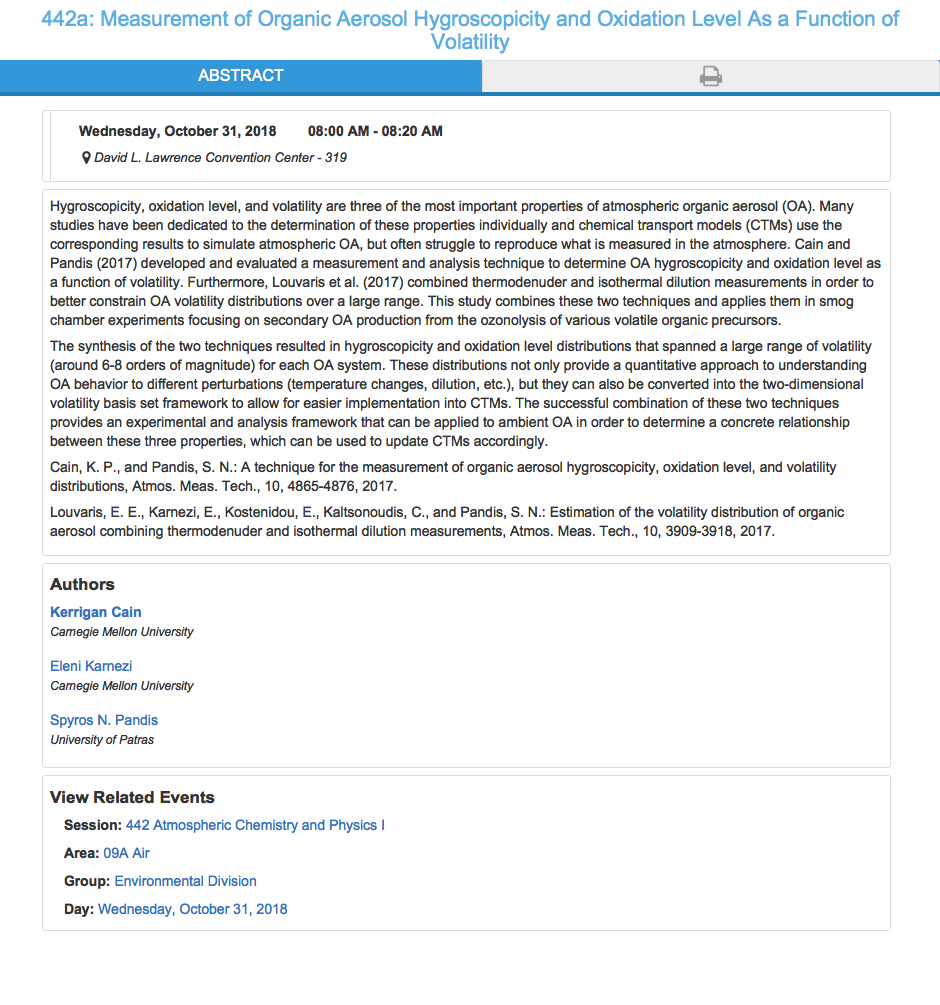 442a: Measurement of Organic Aerosol Hygroscopicity and Oxidation Level As a Function of
Volatility
ABSTRACT
Wednesday, October 31, 2018 08:00 AM - 08:20 AM
David L. Lawrence Convention Center - 319
Hygroscopicity, oxidation level, and volatility are three of the most important properties of atmospheric organic aerosol (OA). Many
studies have been dedicated to the determination of these properties individually and chemical transport models (CTMs) use the
corresponding results to simulate atmospheric OA, but often struggle to reproduce what is measured in the atmosphere. Cain and
Pandis (2017) developed and evaluated a measurement and analysis technique to determine OA hygroscopicity and oxidation level as
a function of volatility. Furthermore, Louvaris et al. (2017) combined thermodenuder and isothermal dilution measurements in order to
better constrain OA volatility distributions over a large range. This study combines these two techniques and applies them in smog
chamber experiments focusing on secondary OA production from the ozonolysis of various volatile organic precursors.
The synthesis of the two techniques resulted in hygroscopicity and oxidation level distributions that spanned a large range of volatility
(around 6-8 orders of magnitude) for each OA system. These distributions not only provide a quantitative approach to understanding
OA behavior to different perturbations (temperature changes, dilution, etc.), but they can also be converted into the two-dimensional
volatility basis set framework to allow for easier implementation into CTMs. The successful combination of these two techniques
provides an experimental and analysis framework that can be applied to ambient OA in order to determine a concrete relationship
between these three properties, which can be used to update CTMs accordingly.
Cain, K. P., and Pandis, S. N.: A technique for the measurement of organic aerosol hygroscopicity, oxidation level, and volatility
distributions, Atmos. Meas. Tech., 10, 4865-4876, 2017.
Louvaris, E. E., Karnezi, E., Kostenidou, E., Kaltsonoudis, C., and Pandis, S. N.: Estimation of the volatility distribution of organic
aerosol combining thermodenuder and isothermal dilution measurements, Atmos. Meas. Tech., 10, 3909-3918, 2017.
Authors
Kerrigan Cain
Carnegie Mellon University
Eleni Karnezi
Carnegie Mellon University
Spyros N. Pandis
University of Patras
View Related Events
Session: 442 Atmospheric Chemistry and Physics I
Area: 09A Air
Group: Environmental Division
Day: Wednesday, October 31, 2018